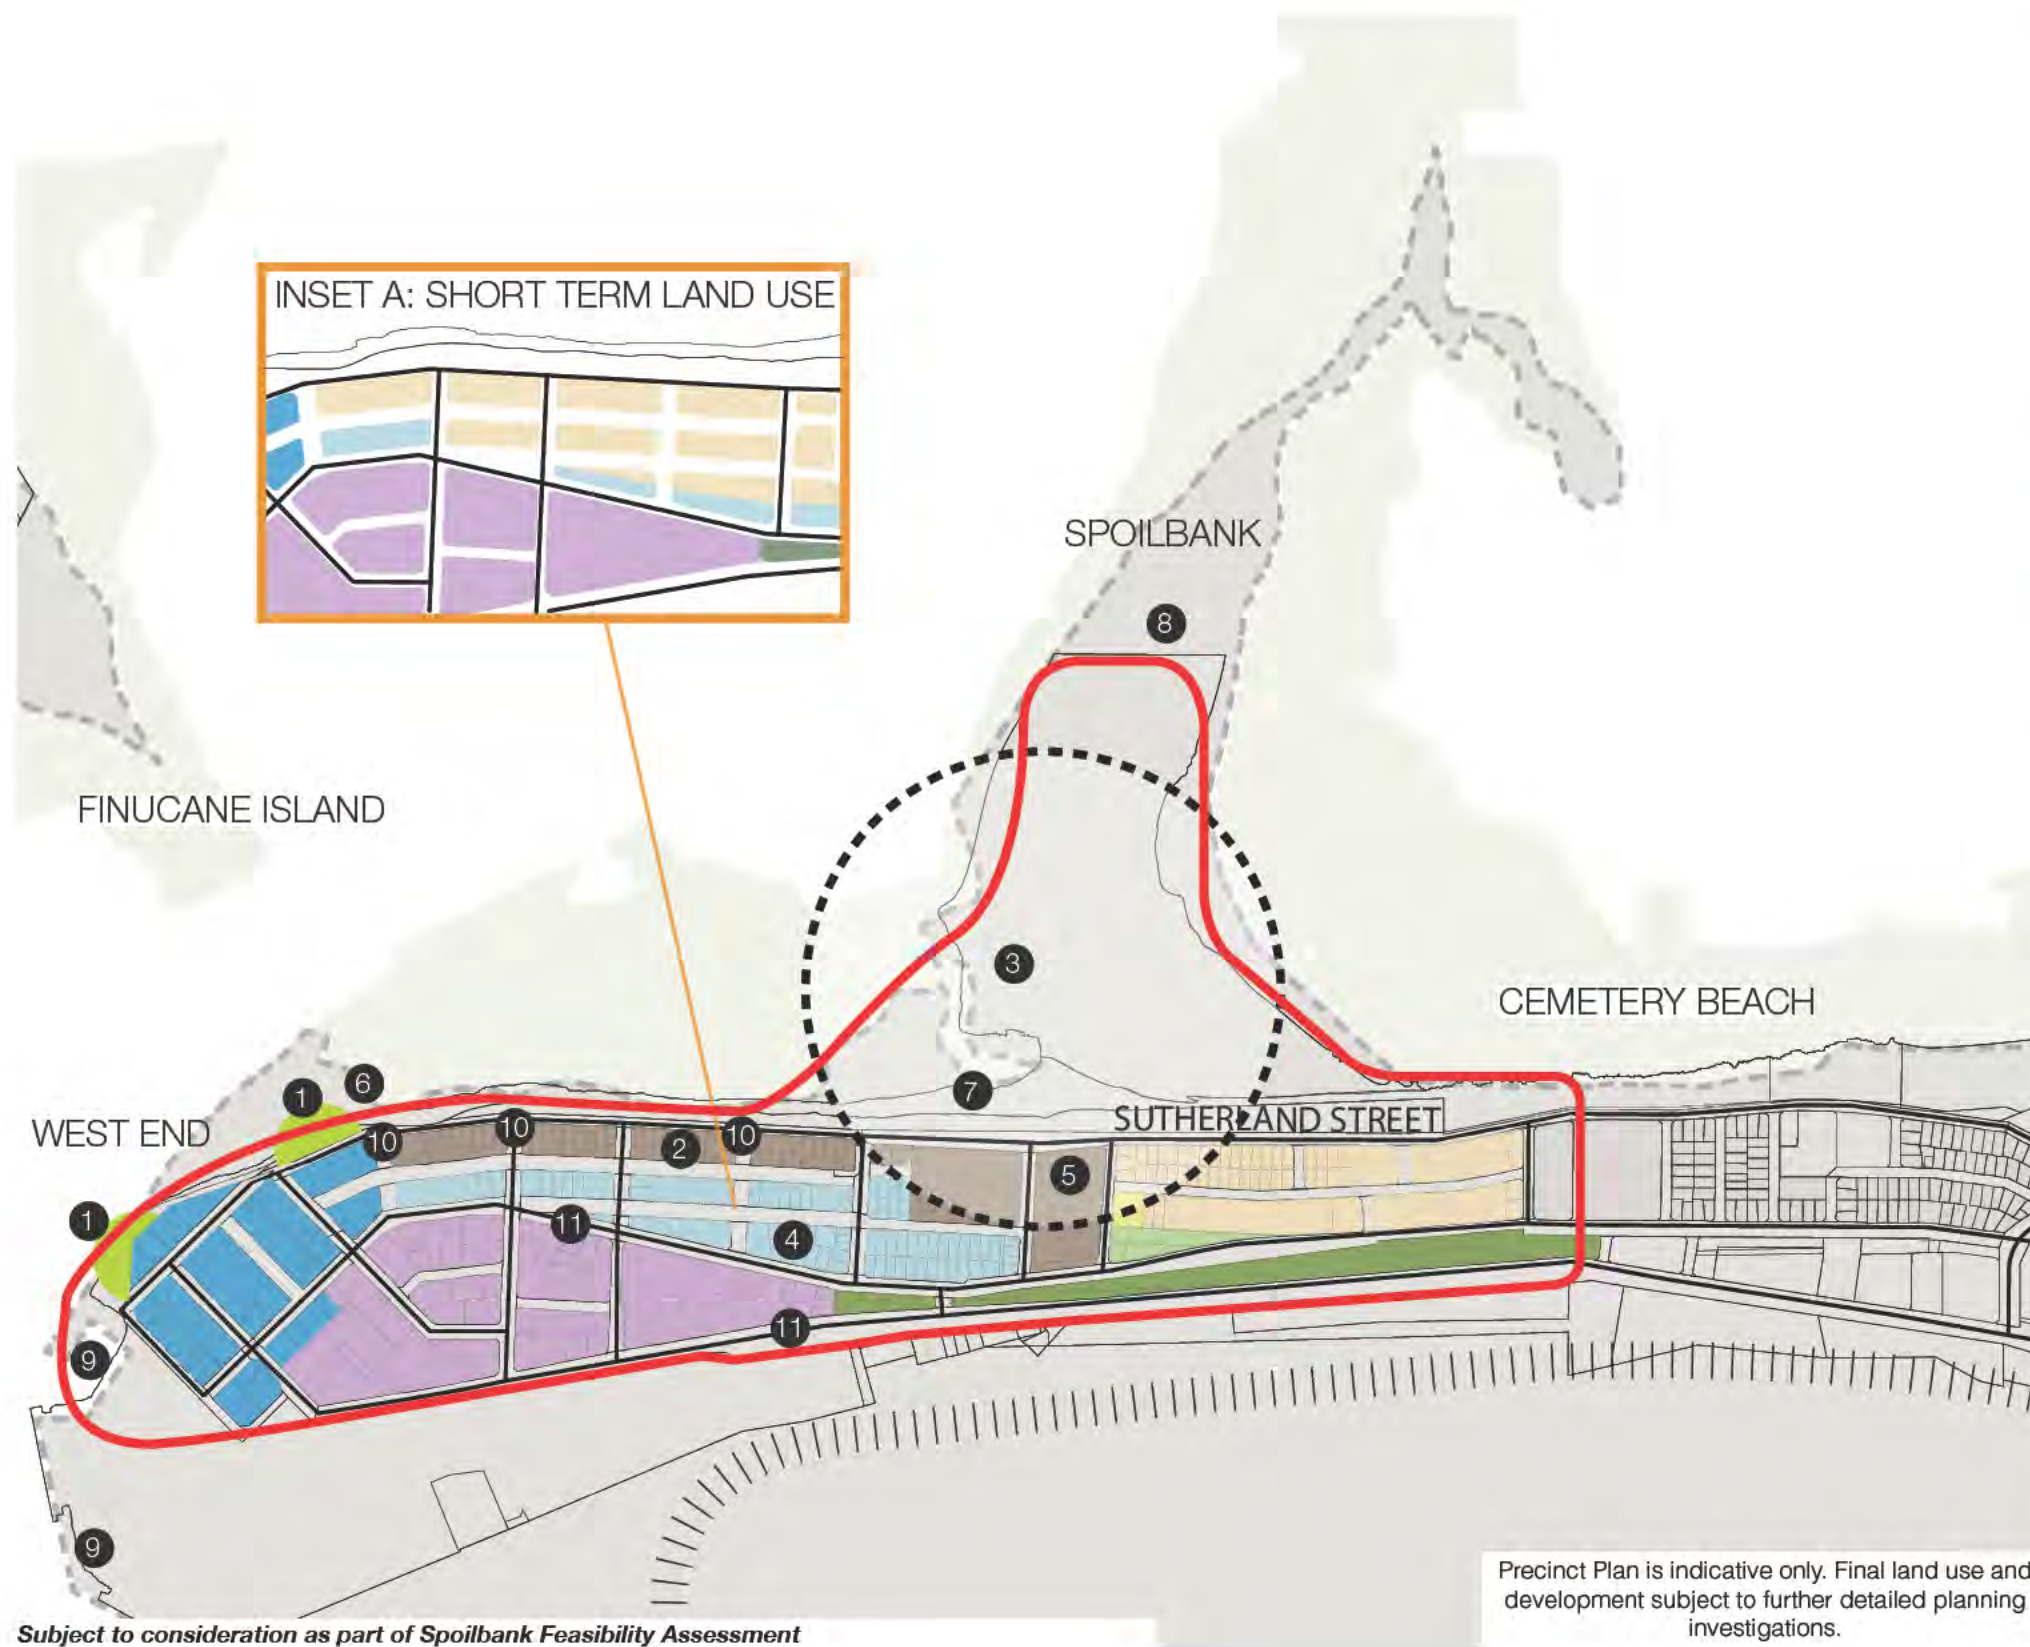 INSET A: SHORT TERM LAND USE
SPOILBANK
8
FINUCANE ISLAND
3
CEMETERY BEACH
1
6
7
WEST END
SUTHERLAND STREET
10
10
2
10
5
1
11
4
11
9
9
Precinct Plan is indicative only. Final land use and
development subject to further detailed planning
investigations.
Subject to consideration as part of Spoilbank Feasibility Assessment